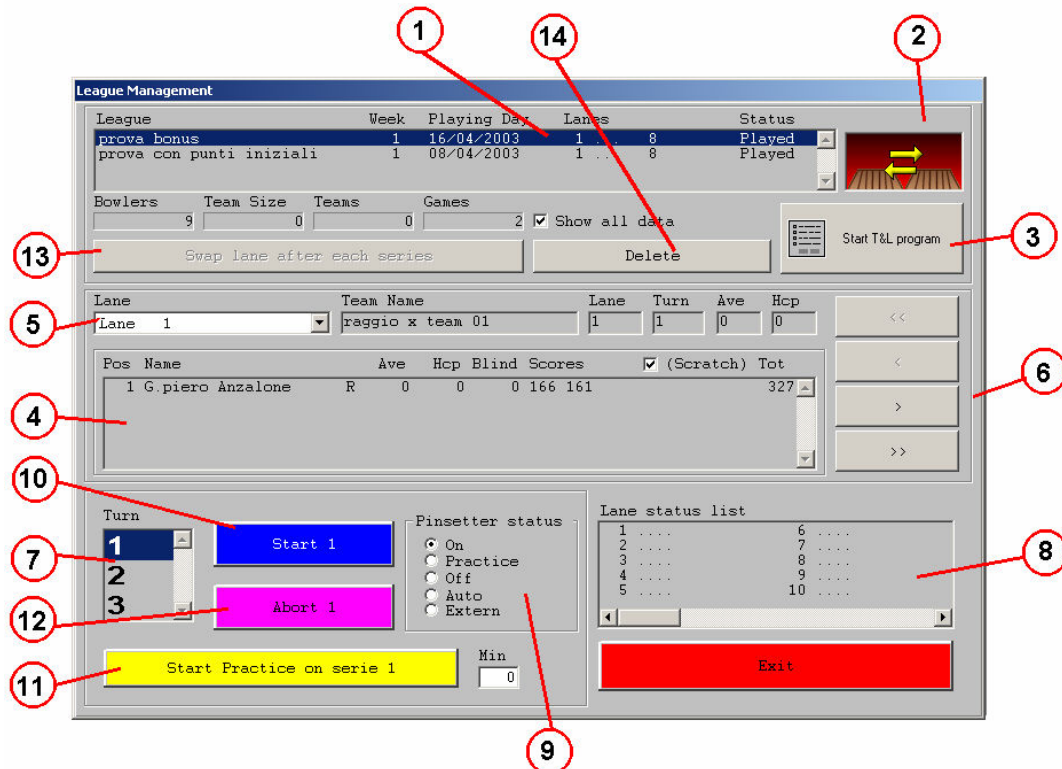 1
14
2
League Management
League Week Playing Day Lanes Status
prova bonus 1 16/04/2003 1 ... 8 Played
prova con punti iniziali 1 08/04/2003 1 ... 8 Played
Bowlers Team Size Teams Games
9 0 0 2 Show all data
Start T&L program
3
13
Swap lane after each series
Delete
Lane Team Name Lane Turn Ave Hcp
5
Lane 1 raggio x team 01 1 1 0 0
<<
Pos Name Ave Hcp Blind Scores (Scratch) Tot
<
6
1 G.piero Anzalone R 0 0 0 166 161 327
4
>
>>
10
Turn
Lane status list
1 .... 6 ....
2 .... 7 ....
3 .... 8 ....
4 .... 9 ....
5 .... 10 ....
7
1
2
3
Start 1
Pinsetter status
On
Practice
Off
Auto
Extern
8
12
Abort 1
11
Start Practice on serie 1
Min
0
Exit
9